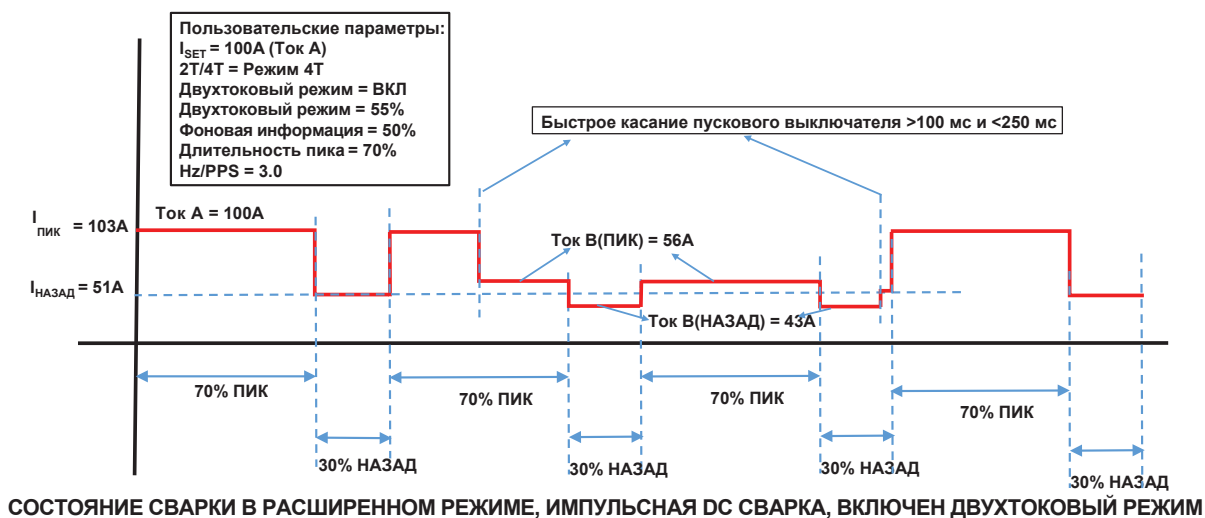 Пользовательские параметры:
ISET = 100A (Ток А)
2Т/4Т = Режим 4Т
Двухтоковый режим = ВКЛ
Двухтоковый режим = 55%
Фоновая информация = 50%
Длительность пика = 70%
Hz/PPS = 3.0
Быстрое касание пускового выключателя >100 мс и <250 мс
I ПИК = 103А
Ток А = 100А
Ток В(ПИК) = 56А
IНАЗАД = 51А
Ток В(НАЗАД) = 43А
70% ПИК
70% ПИК
70% ПИК
70% ПИК
30% НАЗАД
30% НАЗАД
30% НАЗАД
30% НАЗАД
СОСТОЯНИЕ СВАРКИ В РАСШИРЕННОМ РЕЖИМЕ, ИМПУЛЬСНАЯ DC СВАРКА, ВКЛЮЧЕН ДВУХТОКОВЫЙ РЕЖИМ